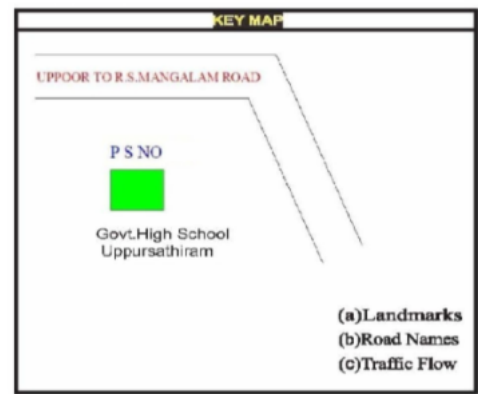 KEY MAP
UPPOOR TO R.S.MANGALAM ROAD
P S NO
Govt.High School
Uppursathiram
(a)Landmarks
(b)Road Names
(c)Traffic Flow